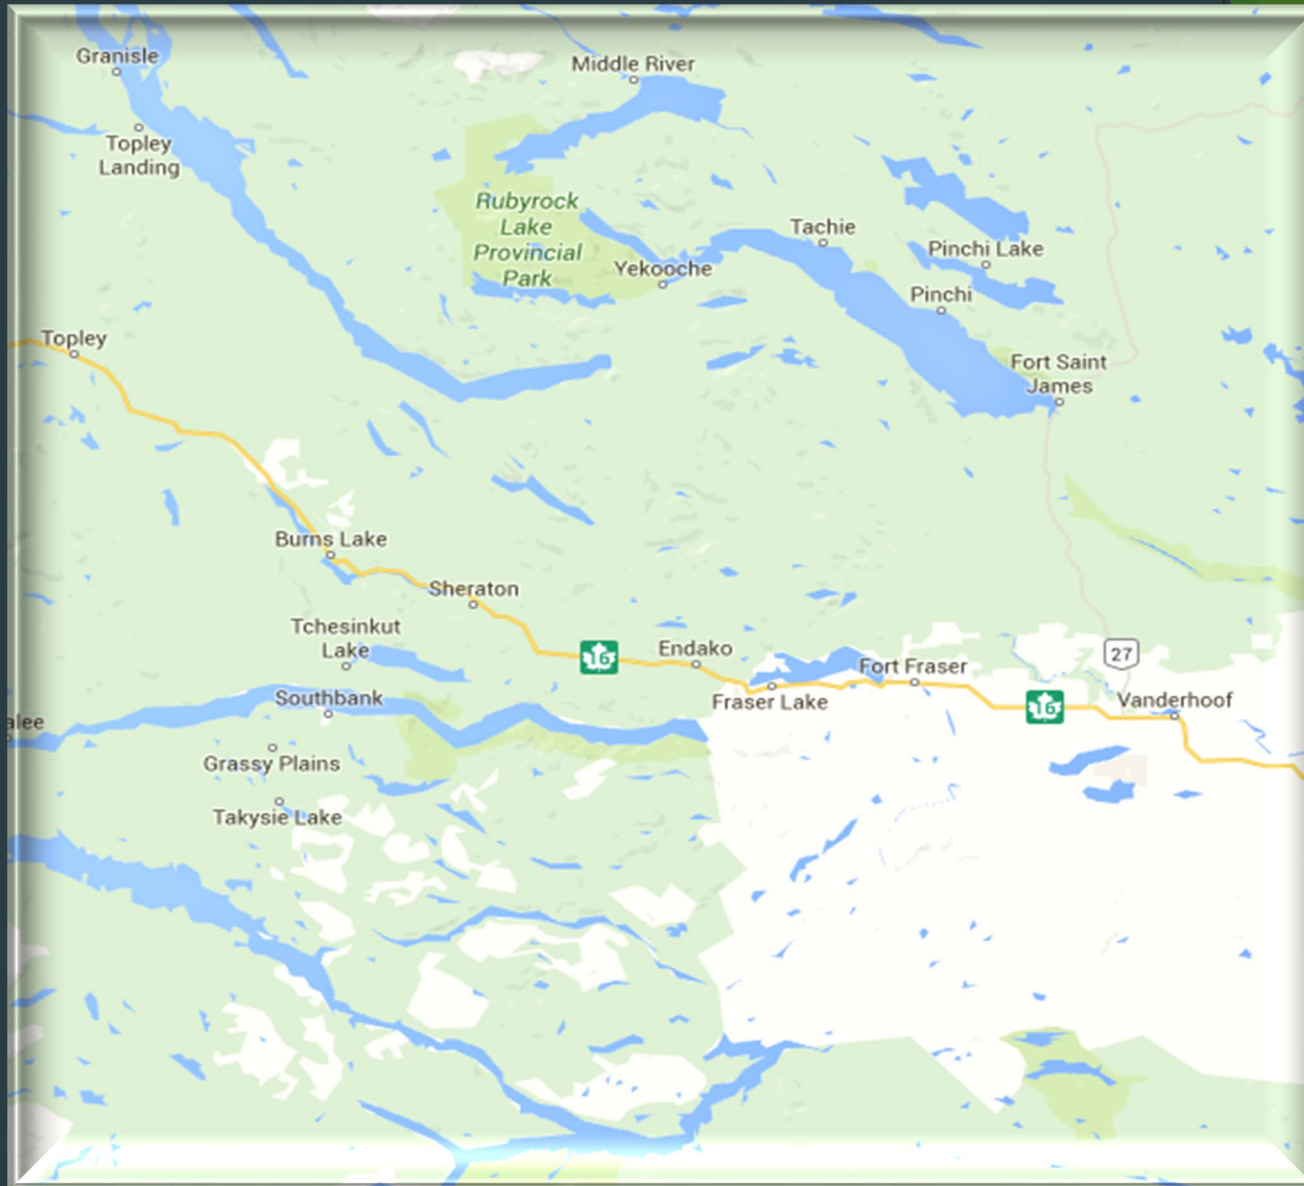 Granisle
Middle River
Topley
Landing
Rubyrock
Lake
Provincial
Park
Tachie
Pinchi Lake
Yekooche
Pinchi
Topley
Fort Saint
James
Burns Lake
Sheraton
Tchesinkut
Lake
16
Endako
27
Fort Fraser
Southbank
Fraser Lake
16
Vanderhoof
alee
Grassy Plains
Takysie Lake